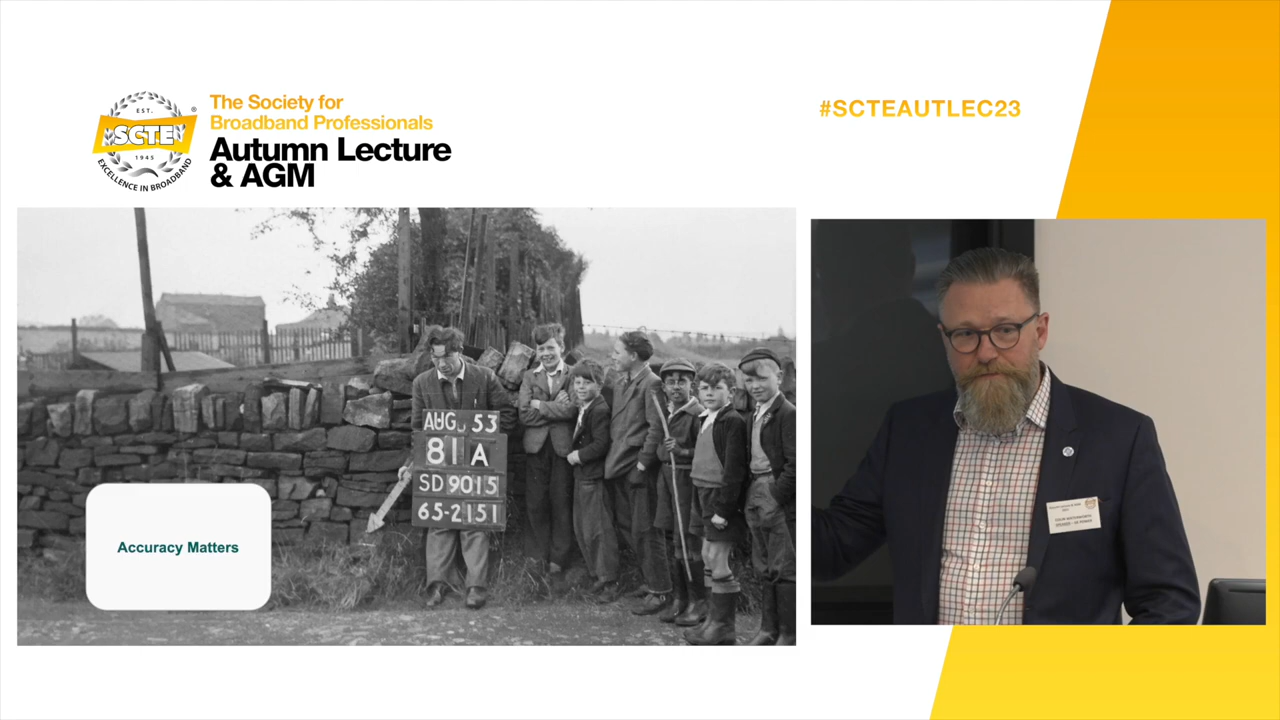 EST.
SCTE®
1945
EXCELLENCE IN BROADBAND
The Society for
Broadband Professionals
Autumn Lecture
& AGM
#SCTEAUTLEC23
AUG. 53
81 A
SD 9015
65-2151
Accuracy Matters